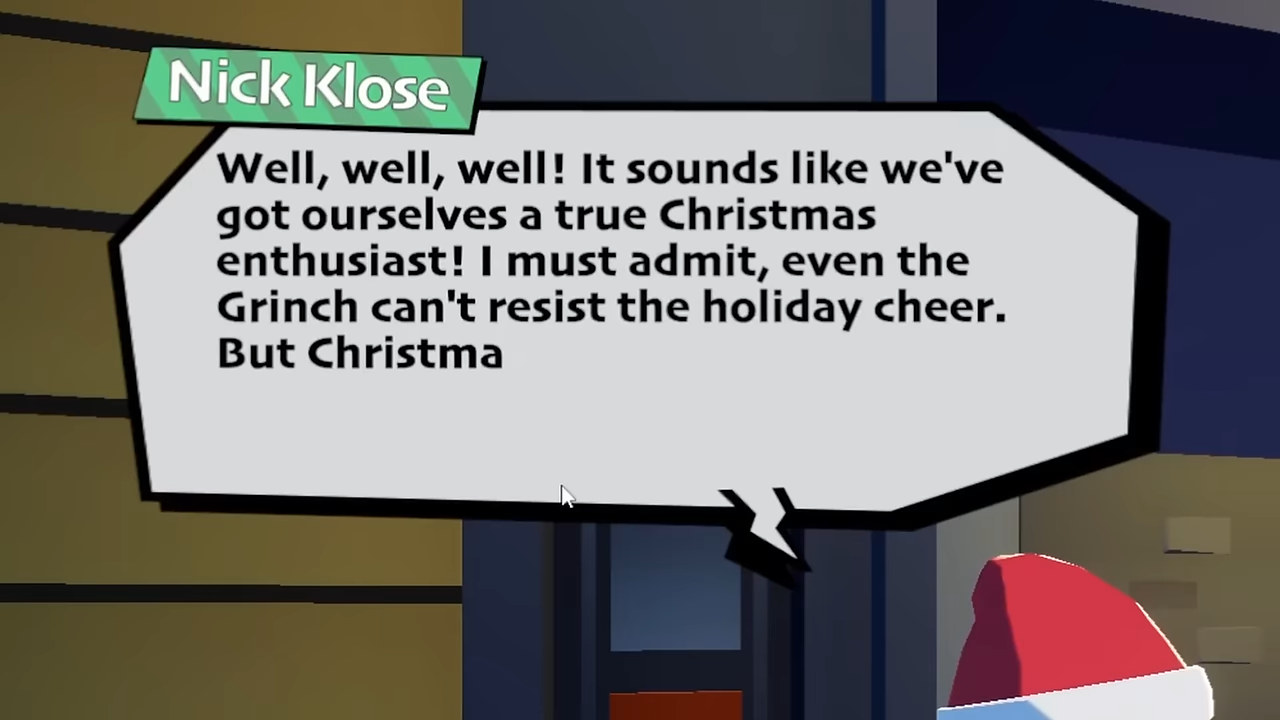 Nick Klose
Well, well, well! It sounds like we've
got ourselves a true Christmas
enthusiast! I must admit, even the
Grinch can't resist the holiday cheer.
But Christma